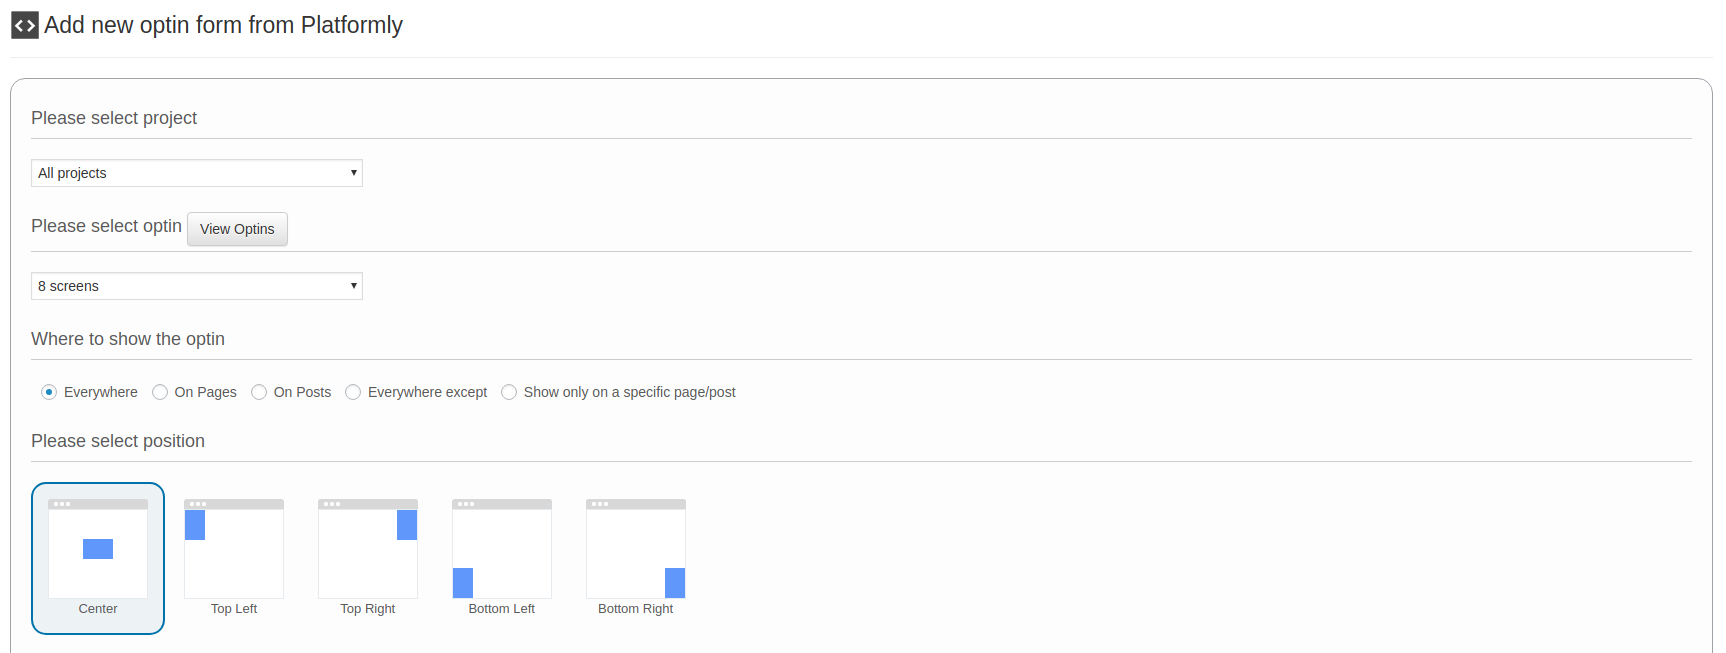 Add new optin form from Platformly
Please select project
All projects
Please select optin View Optins
8 screens
Where to show the optin
Everywhere On Pages On Posts Everywhere except Show only on a specific page/post
Please select position
Center Top Left Top Right Bottom Left Bottom Right